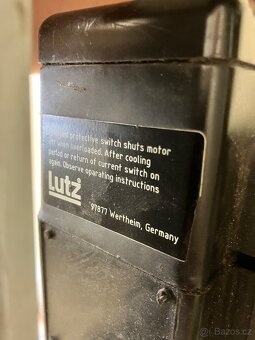 protective switch shuts motor
off when overloaded. After cooling
period or return of current switch on
again. Observe oparating instructions
Lutz
97877 Wertheim, Germany
bazos.cz